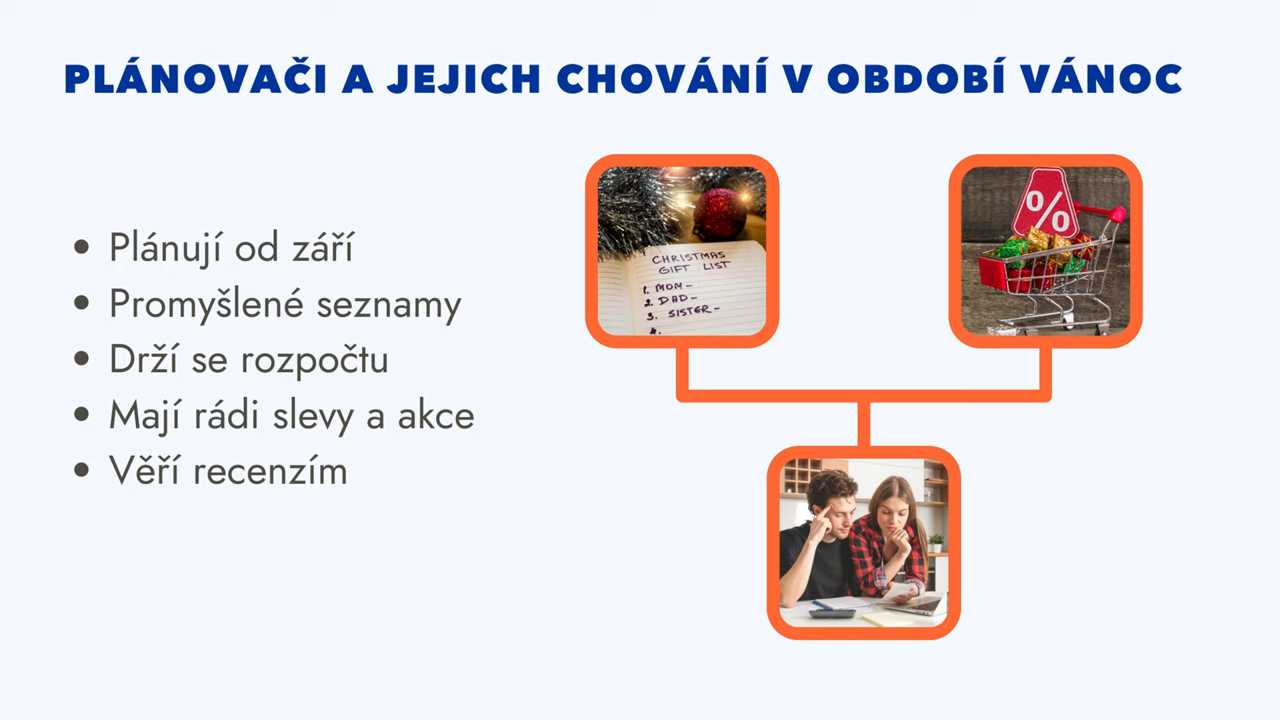 PLÁNOVAČI A JEJICH CHOVÁNÍ V OBDOBÍ VÁNOC
Plánují od září
Promyšlené seznamy
Drží se rozpočtu
Mají rádi slevy a akce
Věří recenzím
CHRISTMAS
GIFT LIST
1. MOM-
2. DAD-
3. SISTER-
4.
%